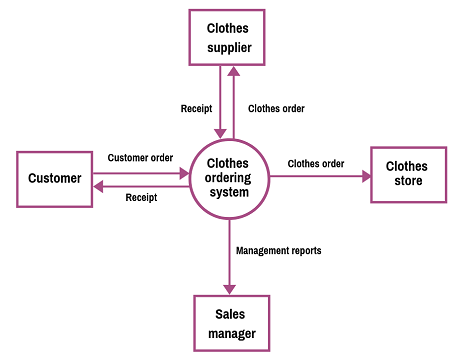 Clothes
supplier
Receipt
Clothes order
Customer order
Clothes
ordering
system
Clothes order
Clothes
store
Customer
Receipt
Management reports
Sales
manager